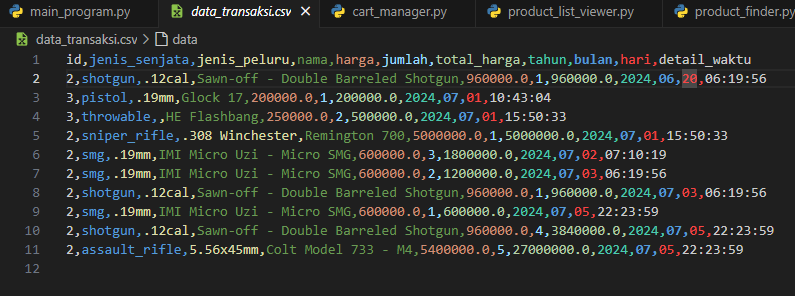 main_program.py data_transaksi.csv cart_manager.py product_list_viewer.py product_finder.py
data_transaksi.csv data
1 id,jenis_senjata,jenis_peluru,nama,harga,jumlah,total_harga,tahun,bulan,hari,detail_waktu
2 2,shotgun,.12cal,Sawn-off - Double Barreled Shotgun,960000.0,1,960000.0,2024,06,20,06:19:56
3 3,pistol,.19mm,Glock 17,200000.0,1,200000.0,2024,07,01,10:43:04
4 3,throwable,,HE Flashbang,250000.0,2,500000.0,2024,07,01,15:50:33
5 2,sniper_rifle,.308 Winchester,Remington 700,5000000.0,1,5000000.0,2024,07,01,15:50:33
6 2,smg,.19mm,IMI Micro Uzi - Micro SMG,600000.0,3,1800000.0,2024,07,02,07:10:19
7 2,smg,.19mm,IMI Micro Uzi - Micro SMG,600000.0,2,1200000.0,2024,07,03,06:19:56
8 2,shotgun,.12cal,Sawn-off - Double Barreled Shotgun,960000.0,1,960000.0,2024,07,03,06:19:56
9 2,smg,.19mm,IMI Micro Uzi - Micro SMG,600000.0,1,600000.0,2024,07,05,22:23:59
10 2,shotgun,.12cal,Sawn-off - Double Barreled Shotgun,960000.0,4,3840000.0,2024,07,05,22:23:59
11 2,assault_rifle,5.56x45mm,Colt Model 733 - M4,5400000.0,5,27000000.0,2024,07,05,22:23:59
12